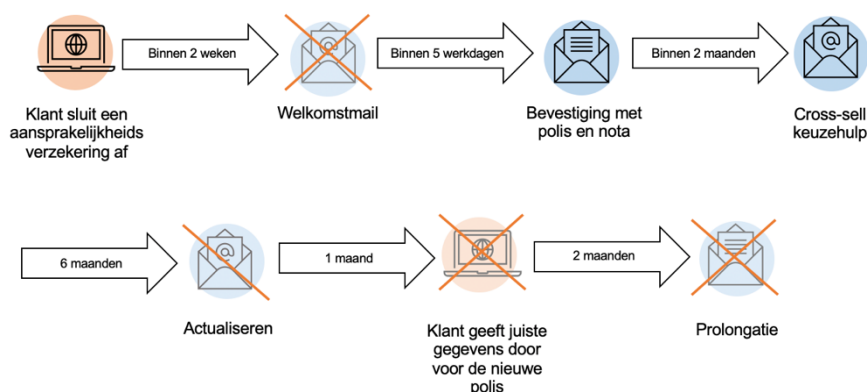 Binnen 2 weken
Binnen 5 werkdagen
Binnen 2 maanden
Klant sluit een
aansprakelijkheids
verzekering af
Welkomstmail
Bevestiging met
polis en nota
Cross-sell
keuzehulp
6 maanden
1 maand
2 maanden
Actualiseren
Klant geeft juiste
gegevens door
voor de nieuwe
polis
Prolongatie